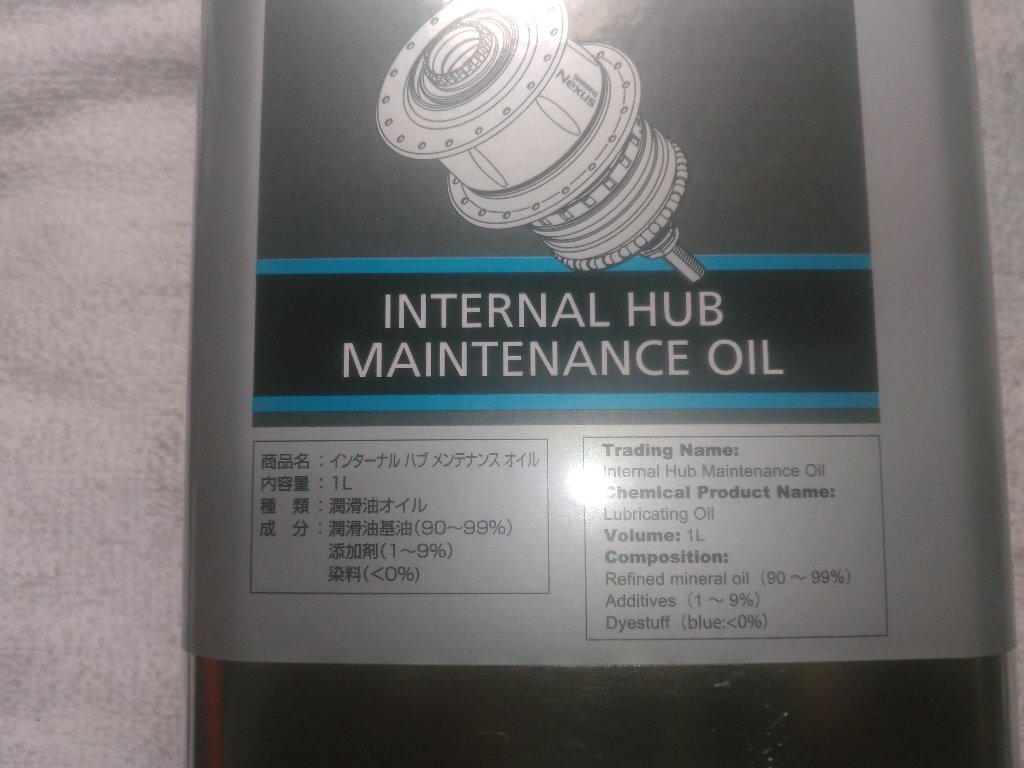 nexus
INTERNAL HUB
MAINTENANCE OIL
商品名 : インターナル ハブ メンテナンス オイル
内容量 : 1L
種 類 : 潤滑油オイル
成 分 : 潤滑油基油(90〜99%)
添加剤(1〜9%)
染料(<0%)
Trading Name:
Internal Hub Maintenance Oil
Chemical Product Name:
Lubricating Oil
Volume: 1L
Composition:
Refined mineral oil (90 〜 99%)
Additives (1 〜 9%)
Dyestuff (blue:<0%)